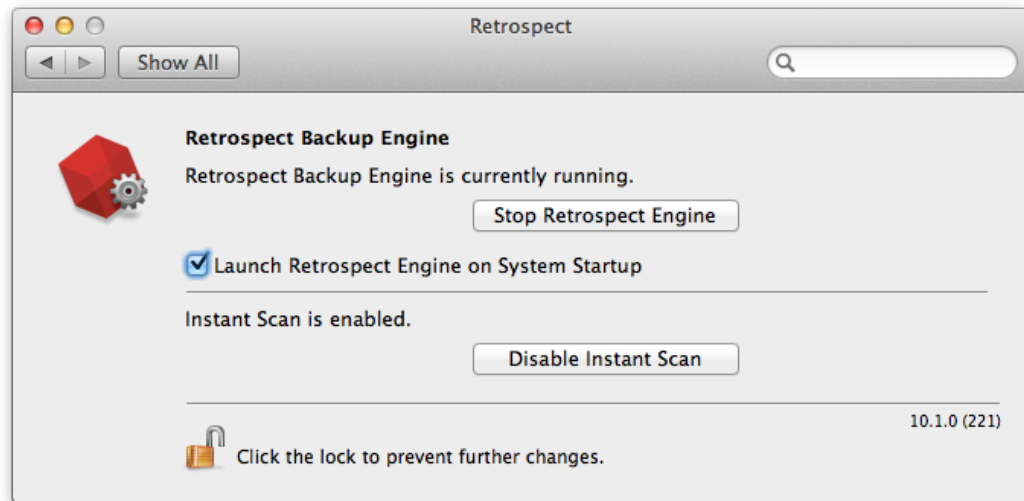 Retrospect
Show All
Retrospect Backup Engine
Retrospect Backup Engine is currently running.
Stop Retrospect Engine
Launch Retrospect Engine on System Startup
Instant Scan is enabled.
Disable Instant Scan
10.1.0 (221)
Click the lock to prevent further changes.